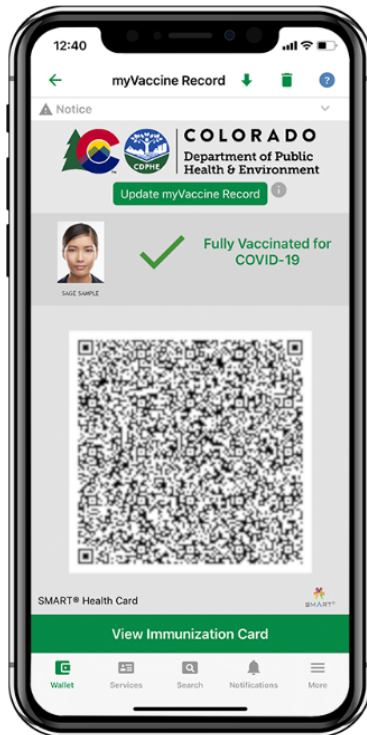 12:40
myVaccine Record
?
Notice
COLORADO
Department of Public
Health & Environment
CDPHE
Update myVaccine Record
i
Fully Vaccinated for
COVID-19
SAGE SAMPLE
SMART® Health Card
SMART®
View Immunization Card
Wallet
Services
Search
Notifications
More